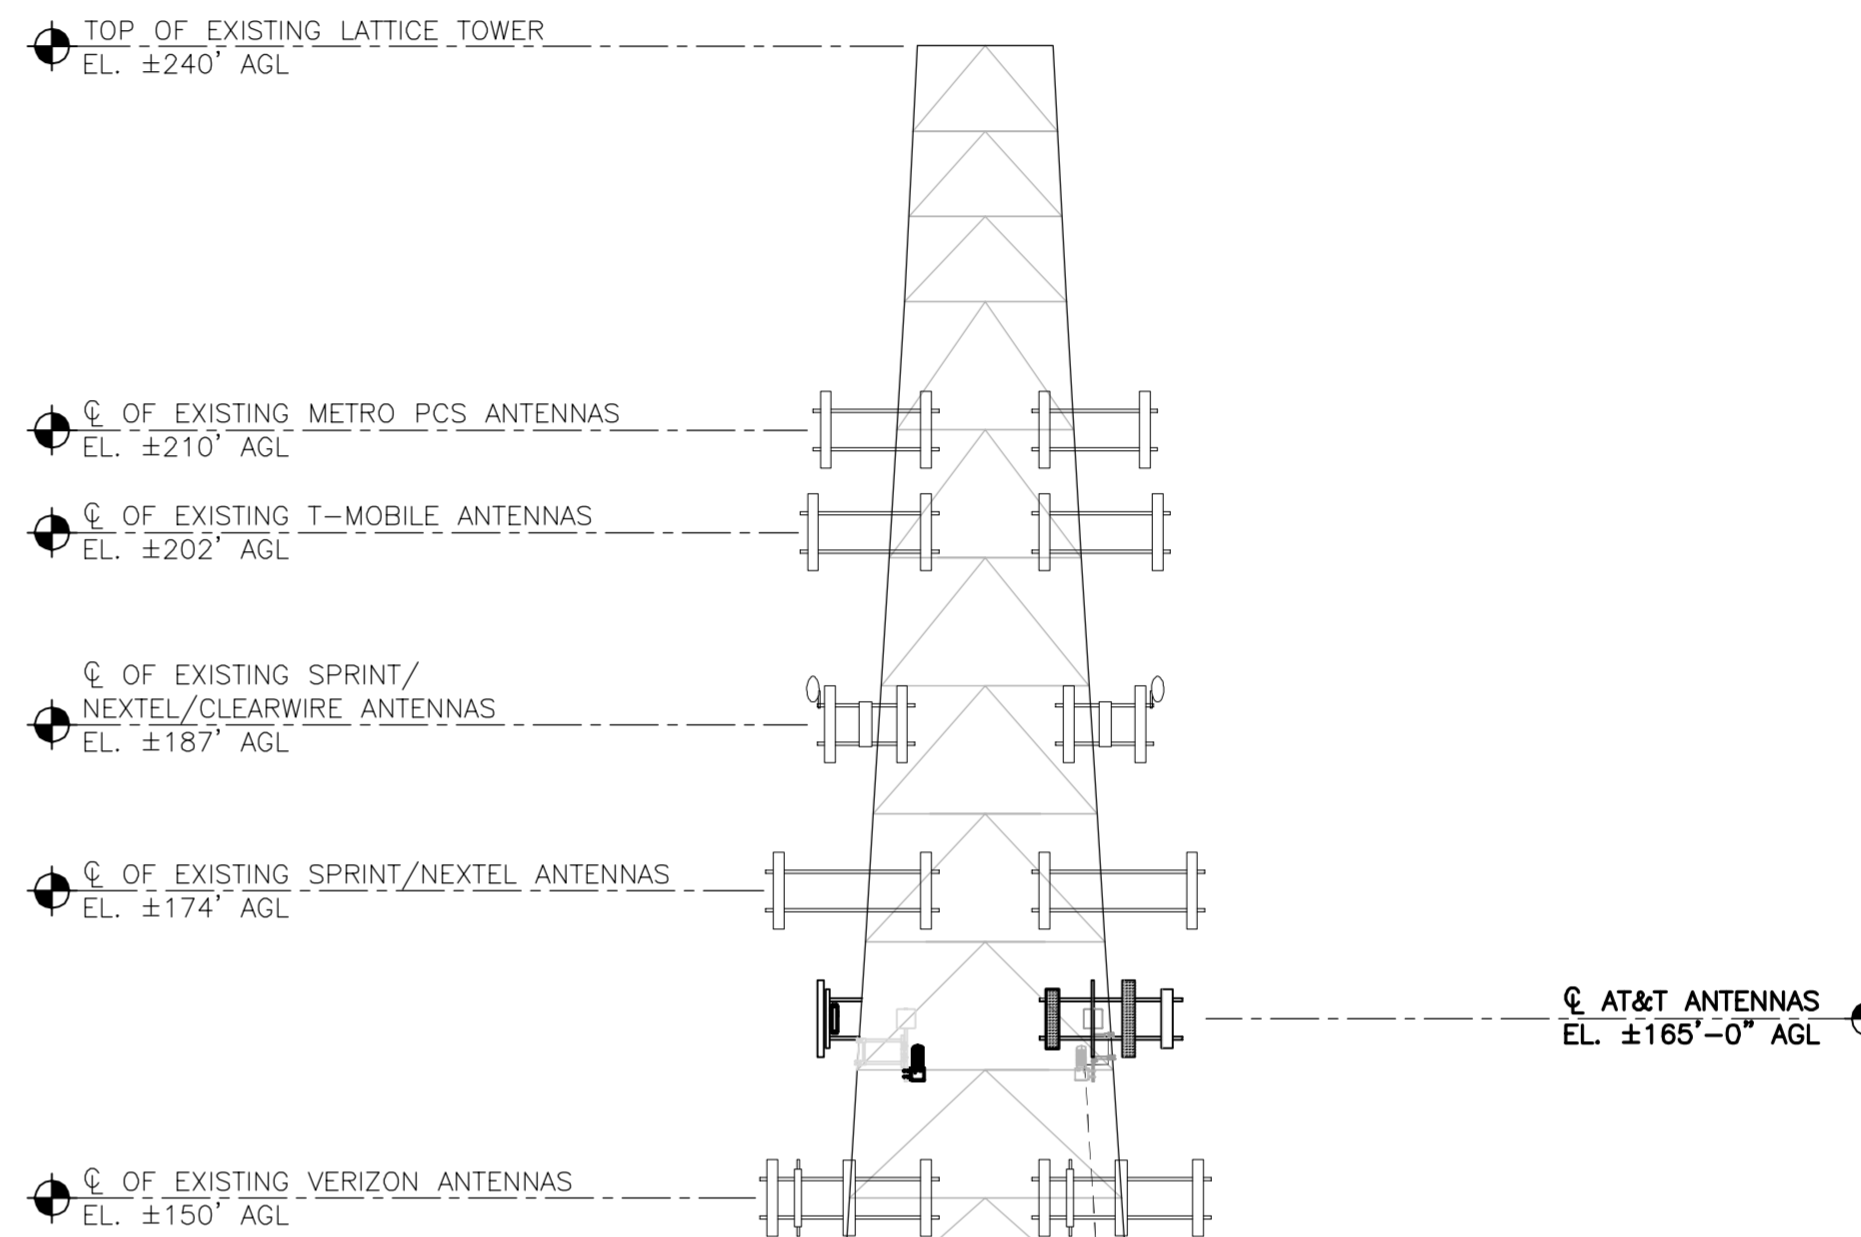 TOP OF EXISTING LATTICE TOWER
EL. ±240' AGL
℄ OF EXISTING METRO PCS ANTENNAS
EL. ±210' AGL
℄ OF EXISTING T-MOBILE ANTENNAS
EL. ±202' AGL
℄ OF EXISTING SPRINT/
NEXTEL/CLEARWIRE ANTENNAS
EL. ±187' AGL
℄ OF EXISTING SPRINT/NEXTEL ANTENNAS
EL. ±174' AGL
℄ AT&T ANTENNAS
EL. ±165'-0" AGL
℄ OF EXISTING VERIZON ANTENNAS
EL. ±150' AGL